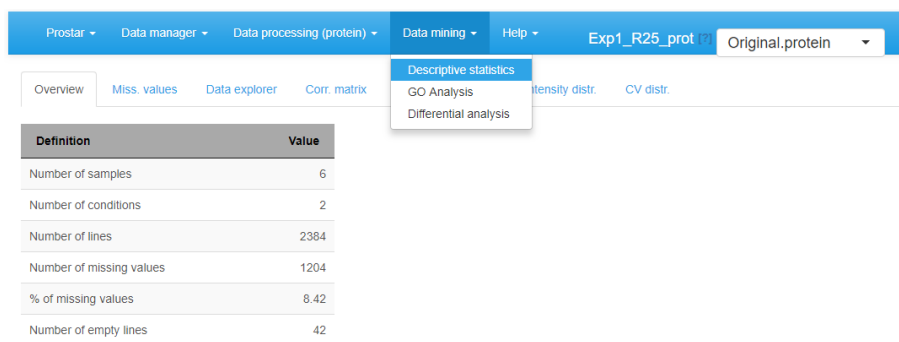 Prostar Data manager Data processing (protein) Data mining Help Exp1_R25_prot [?] Original.protein
Descriptive statistics
GO Analysis
Differential analysis
Overview Miss. values Data explorer Corr. matrix distr. CV distr.
Definition Value
Number of samples 6
Number of conditions 2
Number of lines 2384
Number of missing values 1204
% of missing values 8.42
Number of empty lines 42